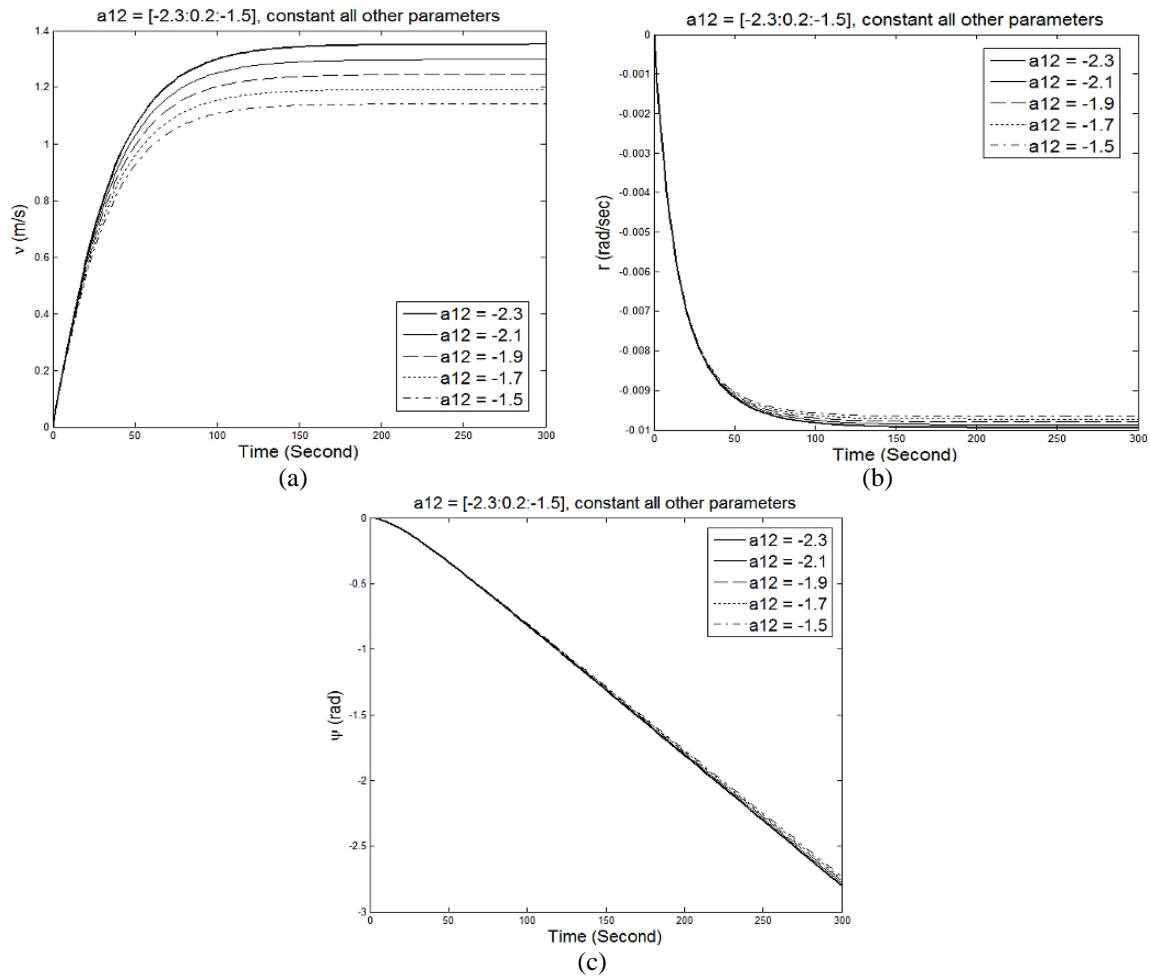 a12 = [-2.3:0.2:-1.5], constant all other parameters
1.4
1.2
1
0.8
0.6
0.4
0.2
0
ν (m/s)
a12 = -2.3
a12 = -2.1
a12 = -1.9
a12 = -1.7
a12 = -1.5
0 50 100 150 200 250 300
Time (Second)
(a)
a12 = [-2.3:0.2:-1.5], constant all other parameters
0
-0.001
-0.002
-0.003
-0.004
-0.005
-0.006
-0.007
-0.008
-0.009
-0.01
r (rad/sec)
a12 = -2.3
a12 = -2.1
a12 = -1.9
a12 = -1.7
a12 = -1.5
0 50 100 150 200 250 300
Time (Second)
(b)
a12 = [-2.3:0.2:-1.5], constant all other parameters
0
-0.5
-1
-1.5
-2
-2.5
-3
ψ (rad)
a12 = -2.3
a12 = -2.1
a12 = -1.9
a12 = -1.7
a12 = -1.5
0 50 100 150 200 250 300
Time (Second)
(c)